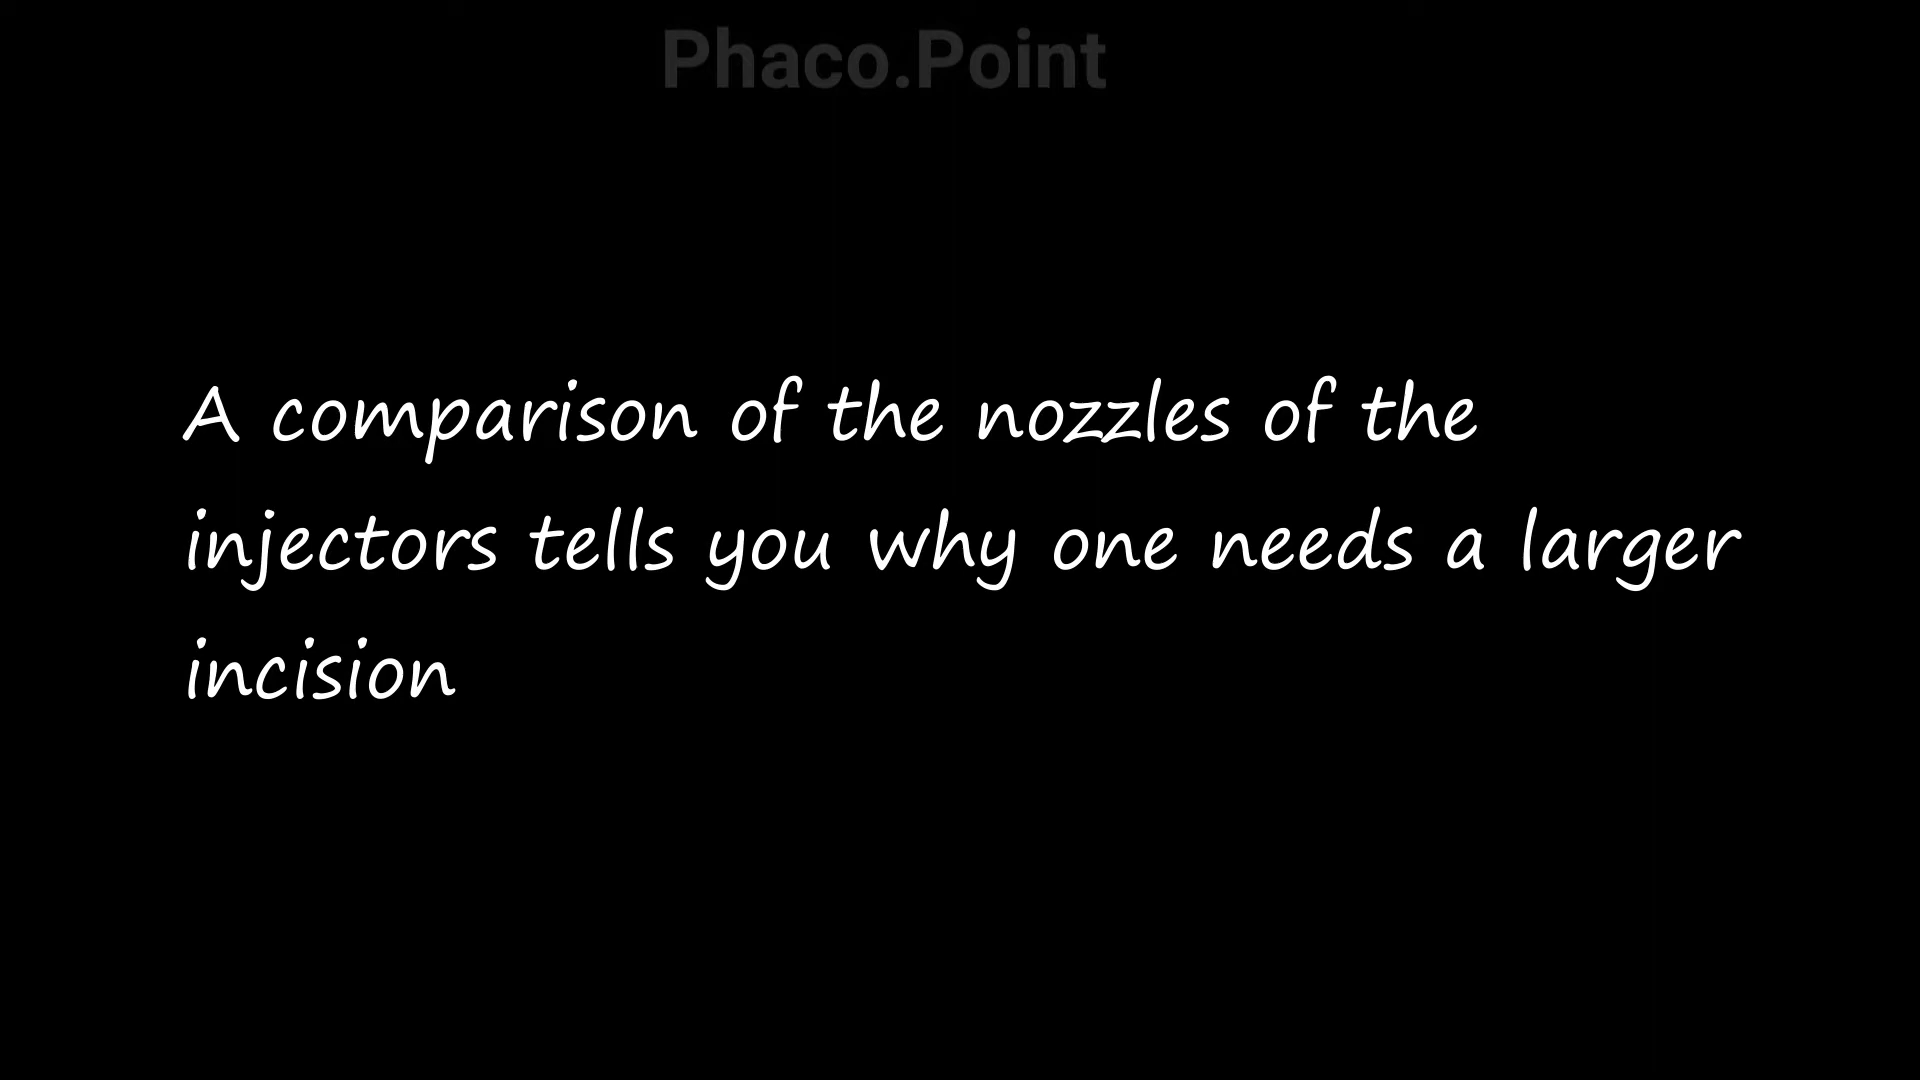 Phaco.Point
A comparison of the nozzles of the
injectors tells you why one needs a larger
incision